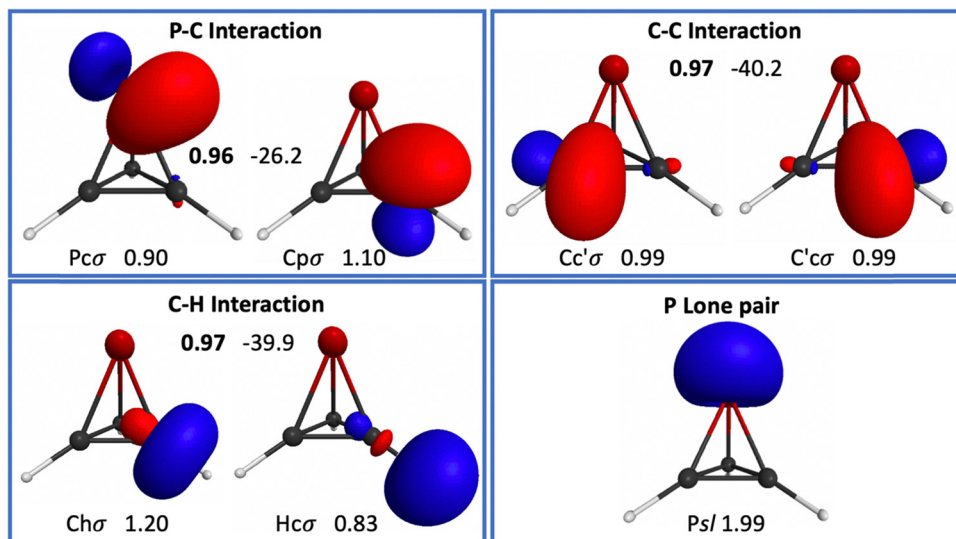 P-C Interaction
0.96 -26.2
Pcσ 0.90
Cpσ 1.10
C-C Interaction
0.97 -40.2
Cc'σ 0.99
C'cσ 0.99
C-H Interaction
0.97 -39.9
Chσ 1.20
Hcσ 0.83
P Lone pair
Psl 1.99